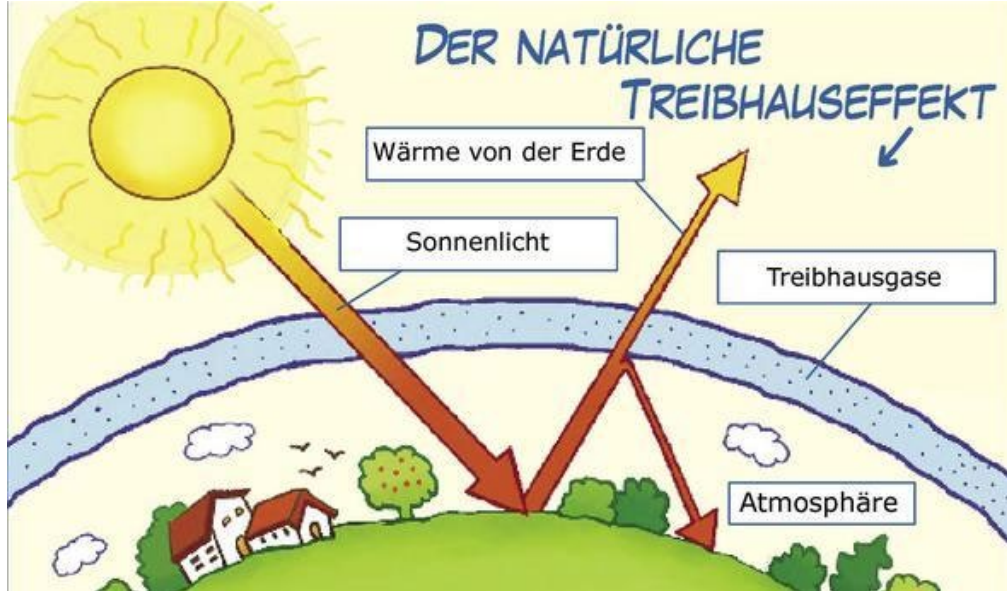 DER NATÜRLICHE
TREIBHAUSEFFEKT
Wärme von der Erde
Sonnenlicht
Treibhausgase
Atmosphäre